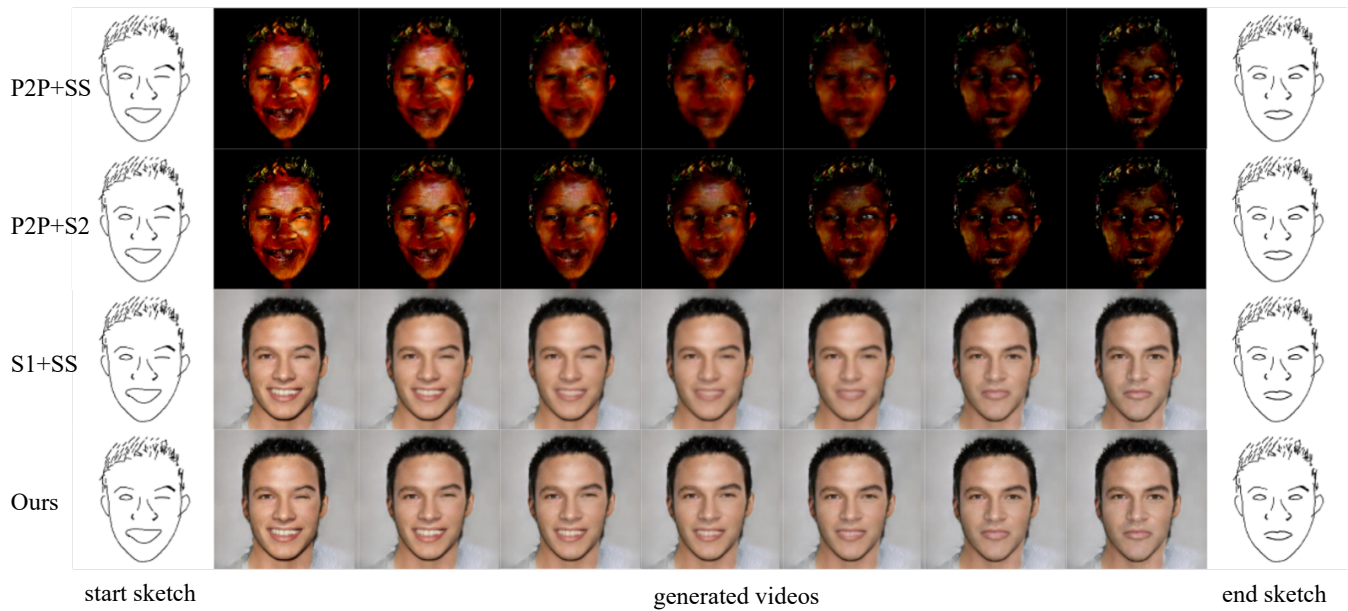 P2P+SS
P2P+S2
S1+SS
Ours
start sketch
generated videos
end sketch